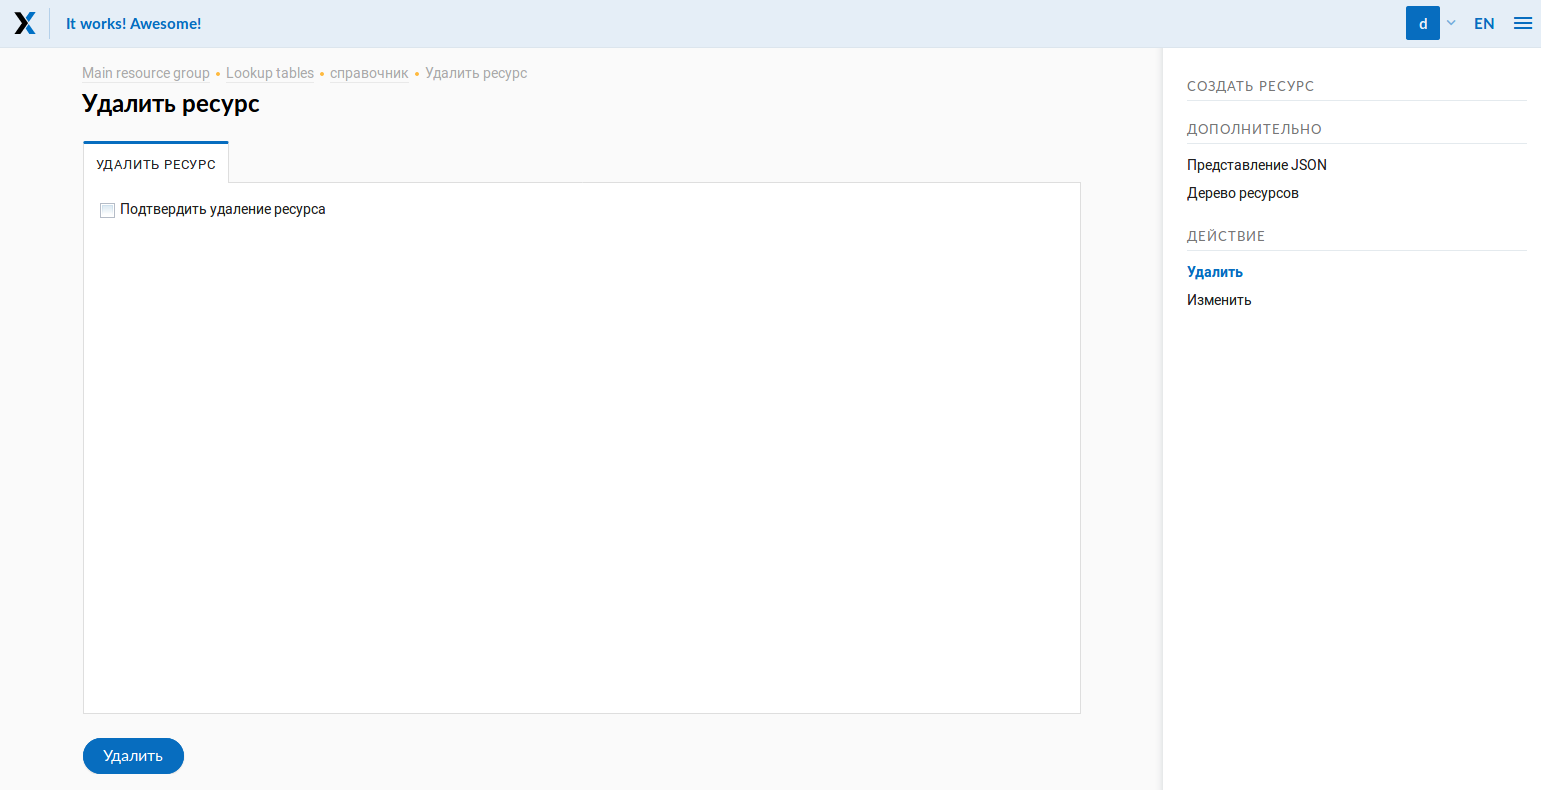 It works! Awesome!
d
EN
Main resource group • Lookup tables • справочник • Удалить ресурс
Удалить ресурс
УДАЛИТЬ РЕСУРС
Подтвердить удаление ресурса
Удалить
СОЗДАТЬ РЕСУРС
ДОПОЛНИТЕЛЬНО
Представление JSON
Дерево ресурсов
ДЕЙСТВИЕ
Удалить
Изменить